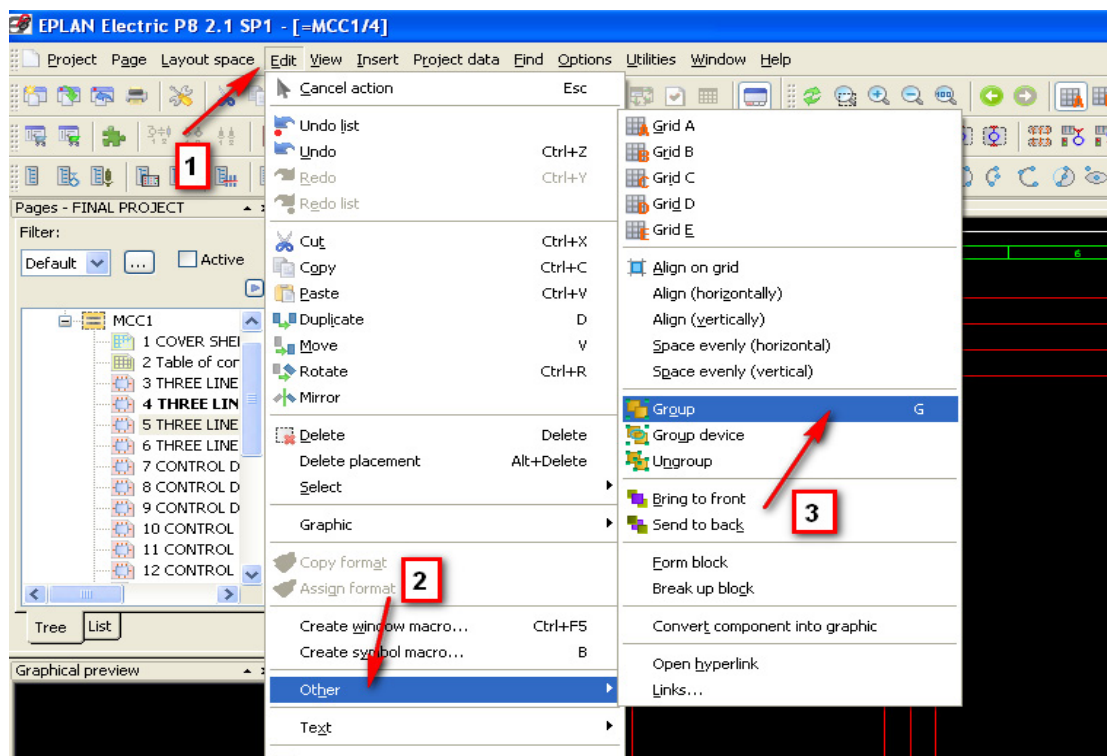 EPLAN Electric P8 2.1 SP1 - [=MCC1/4]
Project Page Layout space Edit View Insert Project data Find Options Utilities Window Help
1
Pages - FINAL PROJECT
Filter:
Default ... Active
MCC1
1 COVER SHEI
2 Table of cor
3 THREE LINE
4 THREE LIN
5 THREE LINE
6 THREE LINE
7 CONTROL D
8 CONTROL D
9 CONTROL D
10 CONTROL
11 CONTROL
12 CONTROL
Tree List
Graphical preview
Cancel action Esc
Undo list
Undo Ctrl+Z
Redo Ctrl+Y
Redo list
Cut Ctrl+X
Copy Ctrl+C
Paste Ctrl+V
Duplicate D
Move V
Rotate Ctrl+R
Mirror
Delete Delete
Delete placement Alt+Delete
Select
Graphic
Copy format
Assign format
2
Create window macro... Ctrl+F5
Create symbol macro... B
Other
Text
Grid A
Grid B
Grid C
Grid D
Grid E
Align on grid
Align (horizontally)
Align (vertically)
Space evenly (horizontal)
Space evenly (vertical)
Group G
Group device
Ungroup
Bring to front
Send to back
3
Form block
Break up block
Convert component into graphic
Open hyperlink
Links...
6